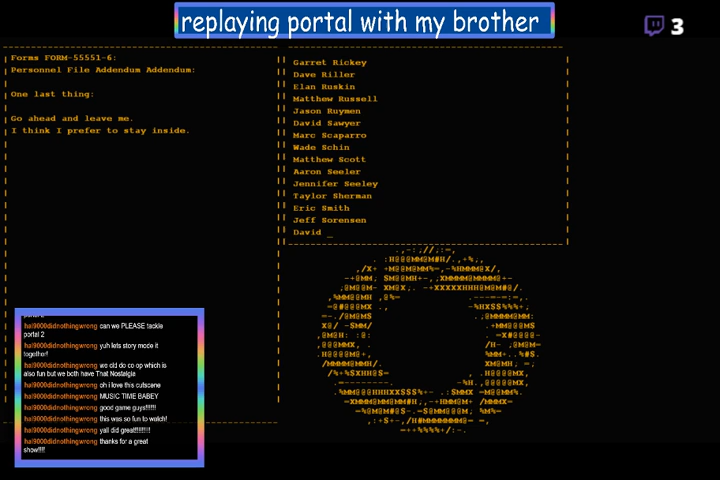 replaying portal with my brother
3
Forms FORM-55551-6:
Personnel File Addendum Addendum:
One last thing:
Go ahead and leave me.
I think I prefer to stay inside.
Garret Rickey
Dave Riller
Elan Ruskin
Matthew Russell
Jason Ruymen
David Sawyer
Marc Scaparro
Wade Schin
Matthew Scott
Aaron Seeler
Jennifer Seeley
Taylor Sherman
Eric Smith
Jeff Sorensen
David _
hal9000didnothingwrong can we PLEASE tackle
portal 2
hal9000didnothingwrong yuh lets story mode it
together!
hal9000didnothingwrong we did do co op which is
also fun but we both have That Nostalgia
hal9000didnothingwrong oh i love this cutscene
hal9000didnothingwrong MUSIC TIME BABEY
hal9000didnothingwrong good game guys!!!!!!!
hal9000didnothingwrong this was so fun to watch!
hal9000didnothingwrong yall did great!!!!!!!!!!!
hal9000didnothingwrong thanks for a great
show!!!!!